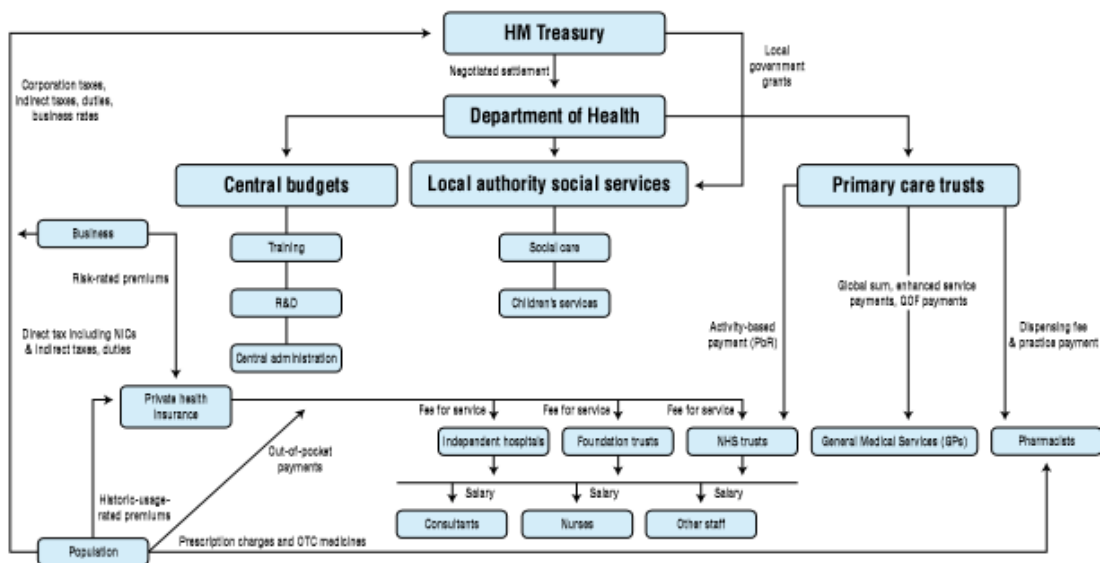 HM Treasury
Local
government
grants
Negotiated settlement
Corporation taxes,
indirect taxes, duties,
business rates
Department of Health
Central budgets
Local authority social services
Primary care trusts
Business
Training
Social care
Risk-rated premiums
Global sum, enhanced service
payments, QOF payments
R&D
Children's services
Direct tax including NICs
& indirect taxes, duties
Activity-based
payment (PbR)
Dispensing fee
& practice payment
Central administration
Private health
insurance
Fee for service
Fee for service
Fee for service
Independent hospitals
Foundation trusts
NHS trusts
General Medical Services (GPs)
Pharmacists
Out-of-pocket
payments
Salary
Salary
Salary
Historic-usage-
rated premiums
Consultants
Nurses
Other staff
Population
Prescription charges and OTC medicines